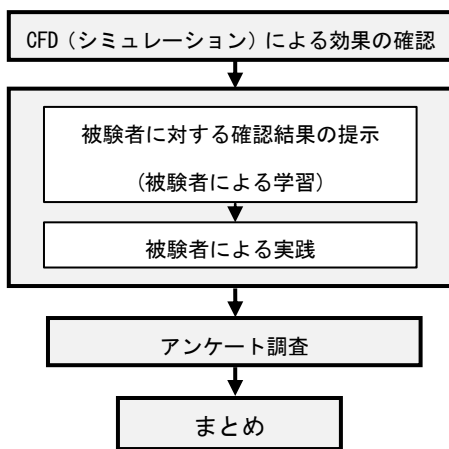 CFD（シミュレーション）による効果の確認
被験者に対する確認結果の提示
（被験者による学習）
被験者による実践
アンケート調査
まとめ